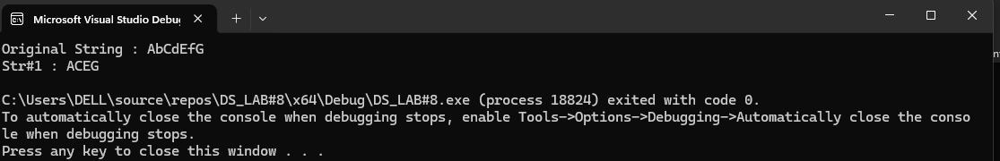 Microsoft Visual Studio Debug
Original String : AbCdEfG
Str#1 : ACEG
C:\Users\DELL\source\repos\DS_LAB#8\x64\Debug\DS_LAB#8.exe (process 18824) exited with code 0.
To automatically close the console when debugging stops, enable Tools->Options->Debugging->Automatically close the conso
le when debugging stops.
Press any key to close this window . . .